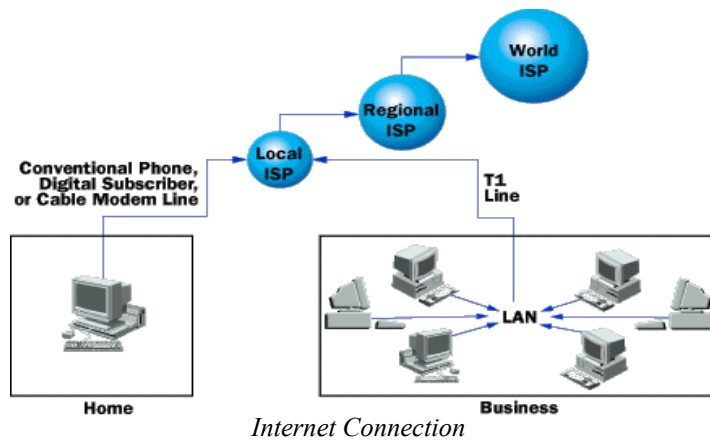 World
ISP
Regional
ISP
Local
ISP
Conventional Phone,
Digital Subscriber,
or Cable Modem Line
T1
Line
LAN
Home
Business
Internet Connection